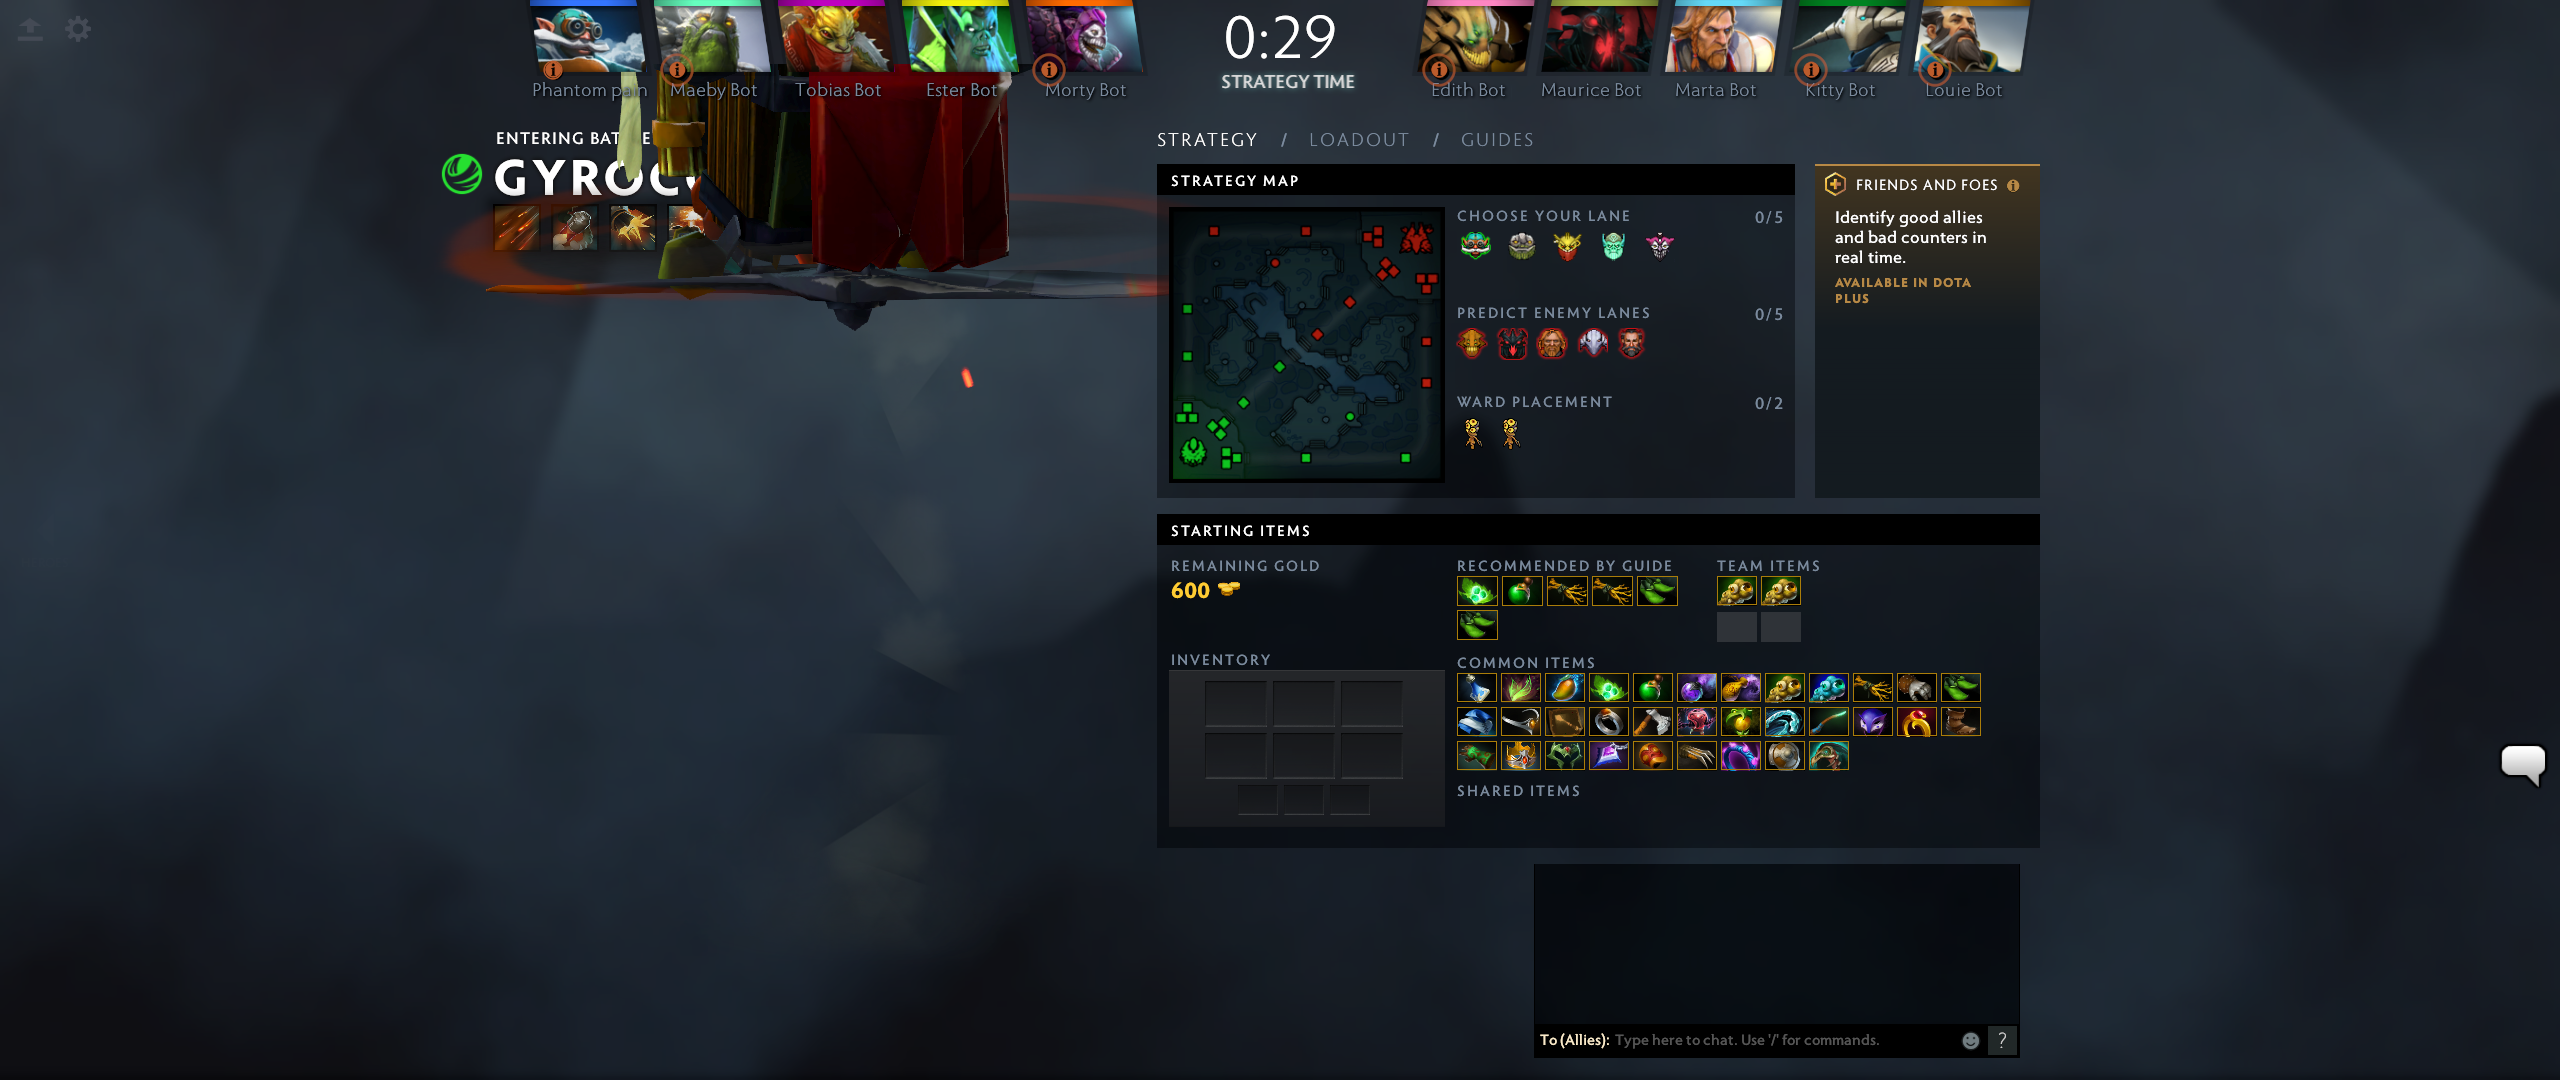 0:29
STRATEGY TIME
Phantom pain
Maeby Bot
Tobias Bot
Ester Bot
Morty Bot
Edith Bot
Maurice Bot
Marta Bot
Kitty Bot
Louie Bot
ENTERING BAT E
GYROC
STRATEGY / LOADOUT / GUIDES
STRATEGY MAP
CHOOSE YOUR LANE 0/5
PREDICT ENEMY LANES 0/5
WARD PLACEMENT 0/2
FRIENDS AND FOES
Identify good allies
and bad counters in
real time.
AVAILABLE IN DOTA
PLUS
STARTING ITEMS
REMAINING GOLD
600
RECOMMENDED BY GUIDE
TEAM ITEMS
INVENTORY
COMMON ITEMS
SHARED ITEMS
To (Allies): Type here to chat. Use '/' for commands.
?